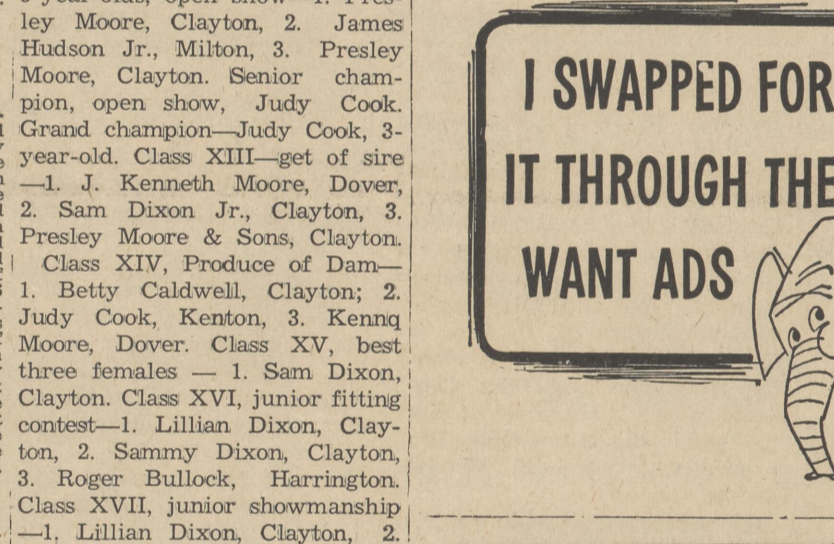 ley Moore, Clayton, 2. James
Hudson Jr., Milton, 3. Presley
Moore, Clayton. Senior cham-
pion, open show, Judy Cook.
Grand champion—Judy Cook, 3-
year-old. Class XIII—get of sire
—1. J. Kenneth Moore, Dover,
2. Sam Dixon Jr., Clayton, 3.
Presley Moore & Sons, Clayton.
Class XIV, Produce of Dam—
1. Betty Caldwell, Clayton; 2.
Judy Cook, Kenton, 3. Kennq
Moore, Dover. Class XV, best
three females — 1. Sam Dixon,
Clayton. Class XVI, junior fitting
contest—1. Lillian Dixon, Clay-
ton, 2. Sammy Dixon, Clayton,
3. Roger Bullock, Harrington.
Class XVII, junior showmanship
—1. Lillian Dixon, Clayton, 2.
I SWAPPED FOR
IT THROUGH THE
WANT ADS